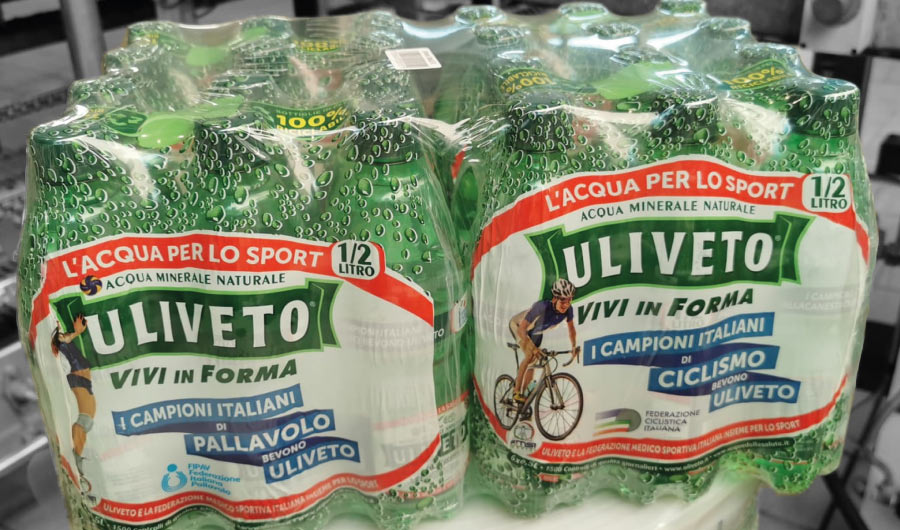 100%
L'ACQUA PER LO SPORT
1/2
LITRO
ACQUA MINERALE NATURALE
ULIVETO
VIVI IN FORMA
I CAMPIONI ITALIANI
DI
PALLAVOLO
BEVONO
ULIVETO
FIPAV
Federazione
Italiana
Pallavolo
ULIVETO E LA FEDERAZIONE MEDICO SPORTIVA ITALIANA INSIEME PER LO SPORT
100%
L'ACQUA PER LO SPORT
1/2
LITRO
ACQUA MINERALE NATURALE
ULIVETO
VIVI IN FORMA
I CAMPIONI ITALIANI
DI
CICLISMO
BEVONO
ULIVETO
FEDERAZIONE
CICLISTICA
ITALIANA
ULIVETO E LA FEDERAZIONE MEDICO SPORTIVA ITALIANA INSIEME PER LO SPORT